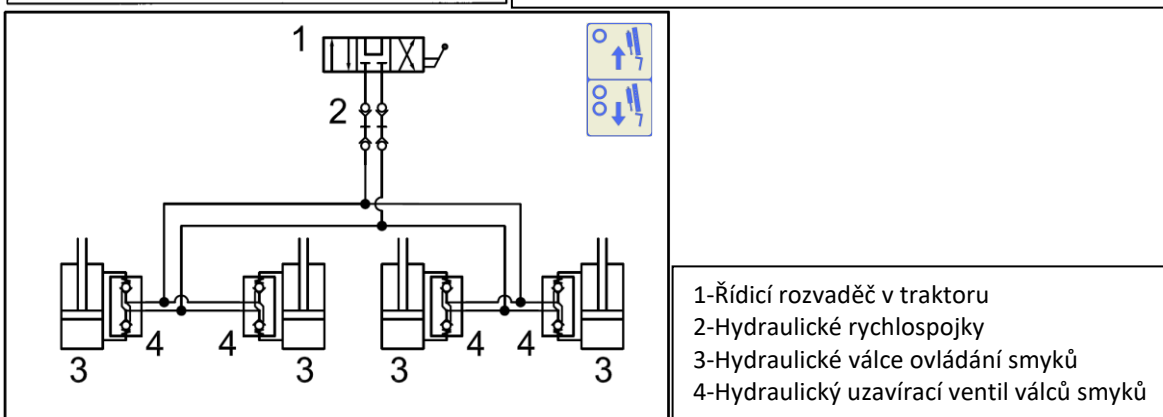 1
2
3
4
4
3
3
4
4
3
1-Řídicí rozvaděč v traktoru
2-Hydraulické rychlospojky
3-Hydraulické válce ovládání smyků
4-Hydraulický uzavírací ventil válců smyků